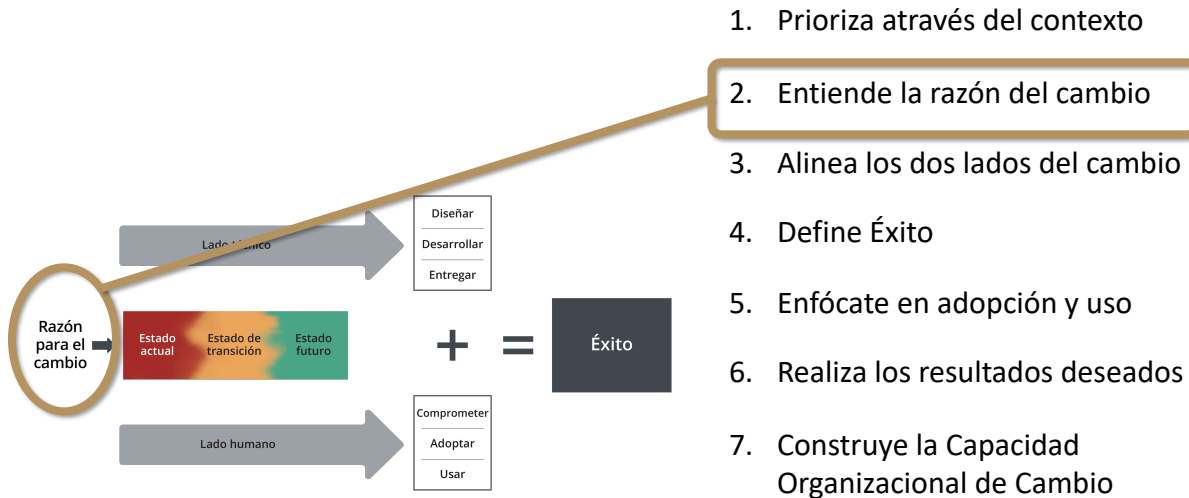 1. Prioriza através del contexto
2. Entiende la razón del cambio
3. Alinea los dos lados del cambio
4. Define Éxito
5. Enfócate en adopción y uso
6. Realiza los resultados deseados
7. Construye la Capacidad
Organizacional de Cambio
Lado técnico
Diseñar
Desarrollar
Entregar
Razón
para el
cambio
Estado
actual
Estado de
transición
Estado
futuro
+
=
Éxito
Lado humano
Comprometer
Adoptar
Usar